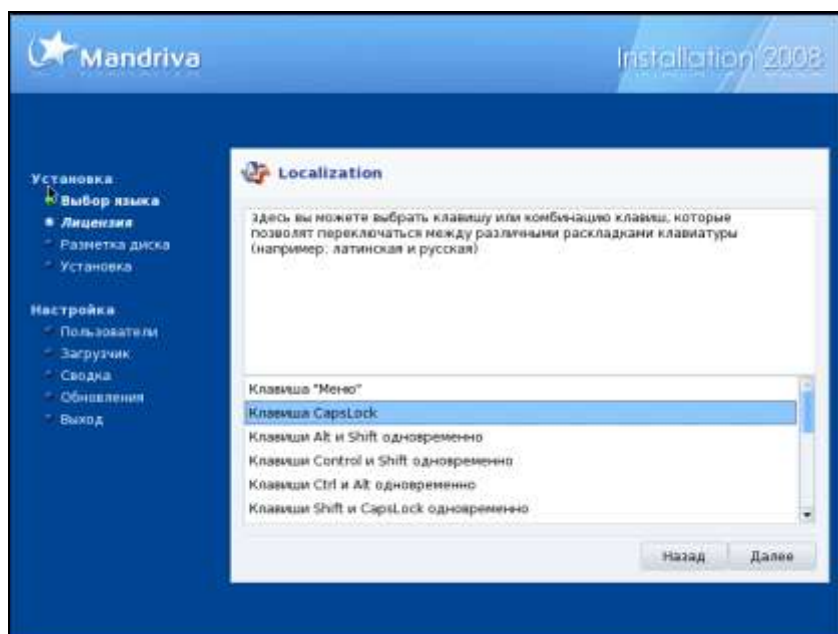 Mandriva
Installation 2008
Установка
Выбор языка
Лицензия
Разметка диска
Установка
Настройка
Пользователи
Загрузчик
Сводка
Обновления
Выход
Localization
здесь вы можете выбрать клавишу или комбинацию клавиш, которые
позволят переключаться между различными раскладками клавиатуры
(например: латинская и русская)
Клавиша "Меню"
Клавиша CapsLock
Клавиши Alt и Shift одновременно
Клавиши Control и Shift одновременно
Клавиши Ctrl и Alt одновременно
Клавиши Shift и CapsLock одновременно
Назад
Далее